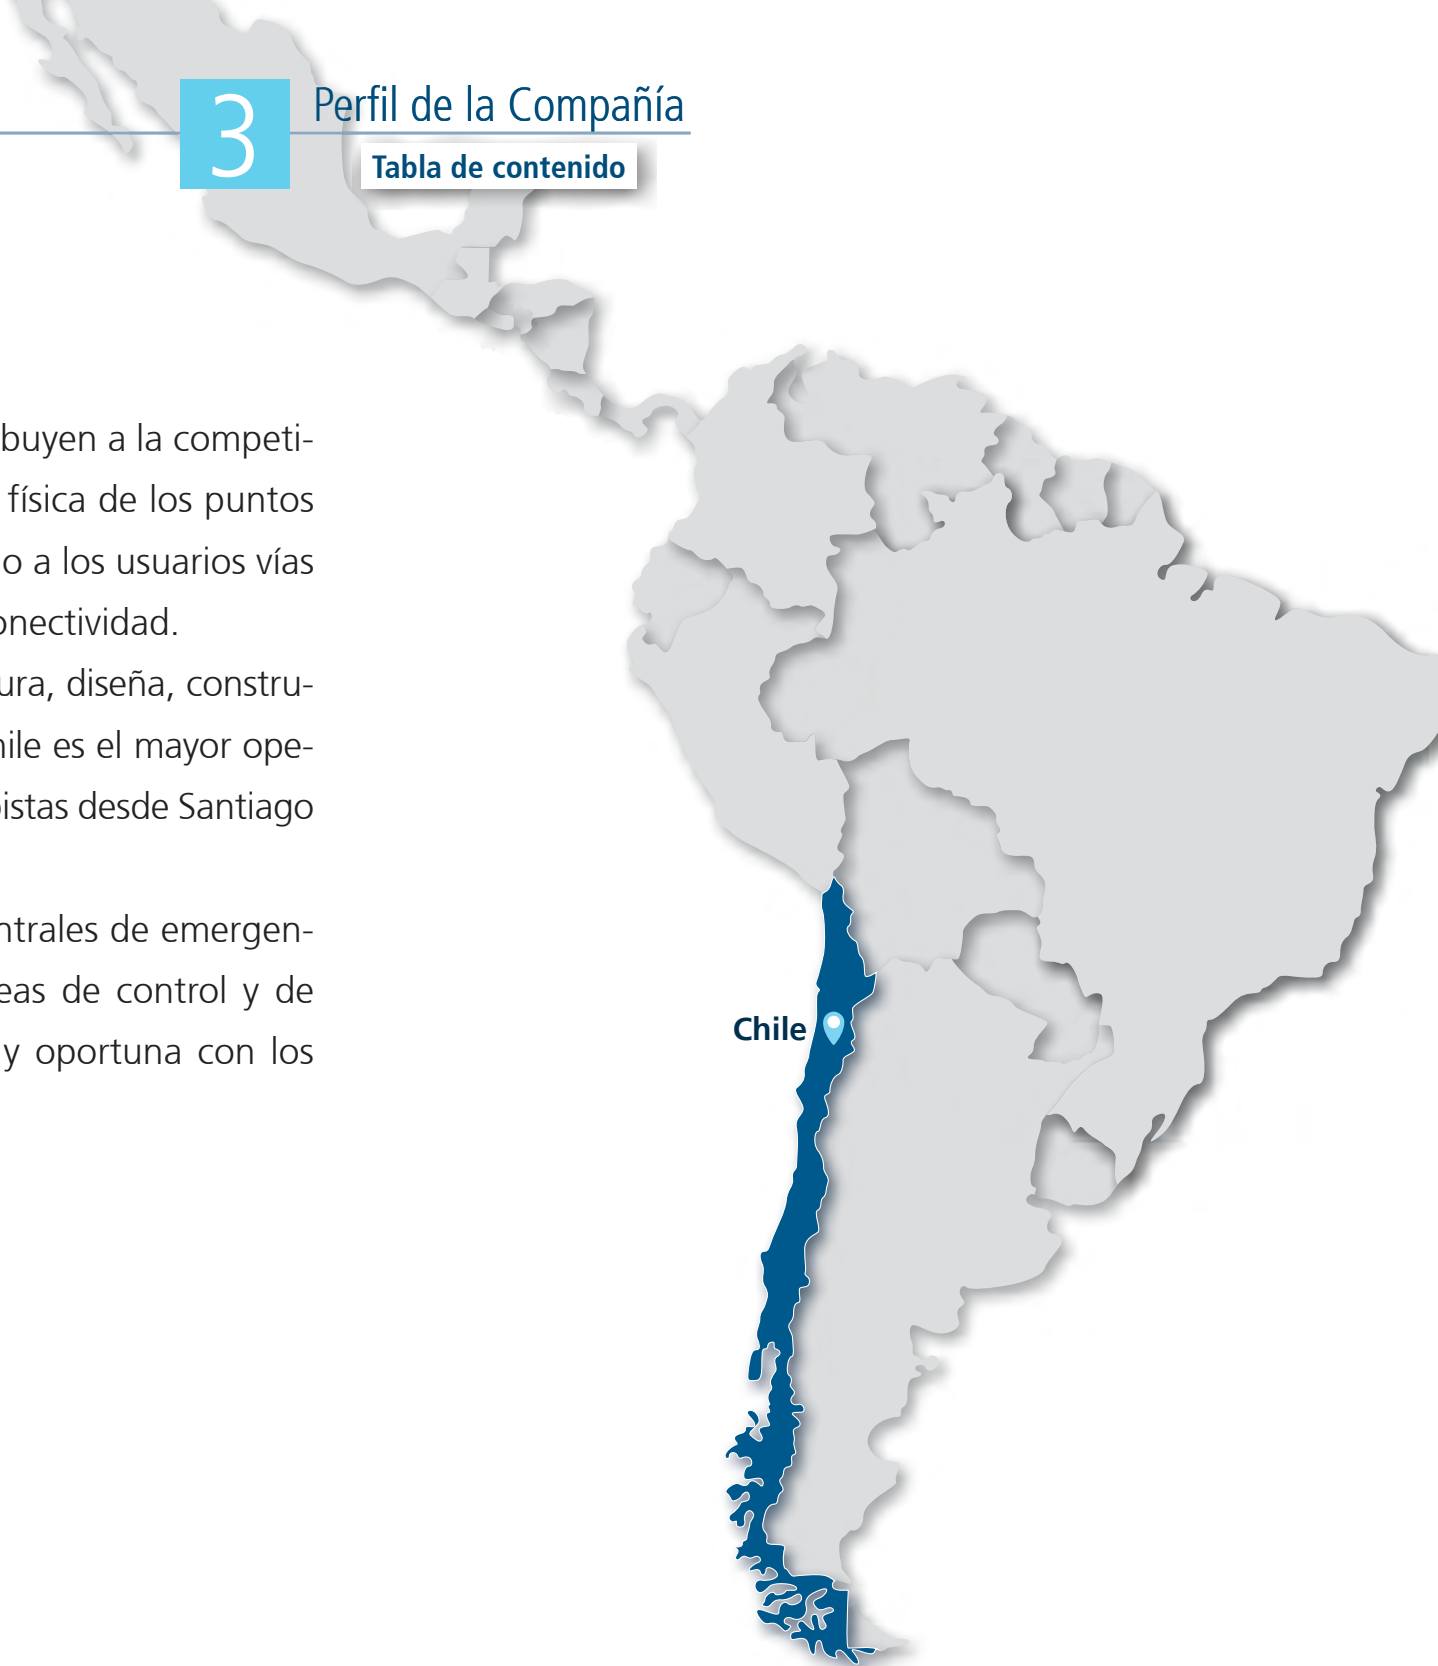 3
Perfil de la Compañía
Tabla de contenido
buyen a la competi-
física de los puntos
o a los usuarios vías
onectividad.
ura, diseña, constru-
hile es el mayor ope-
istas desde Santiago
ntrales de emergen-
eas de control y de
y oportuna con los
Chile